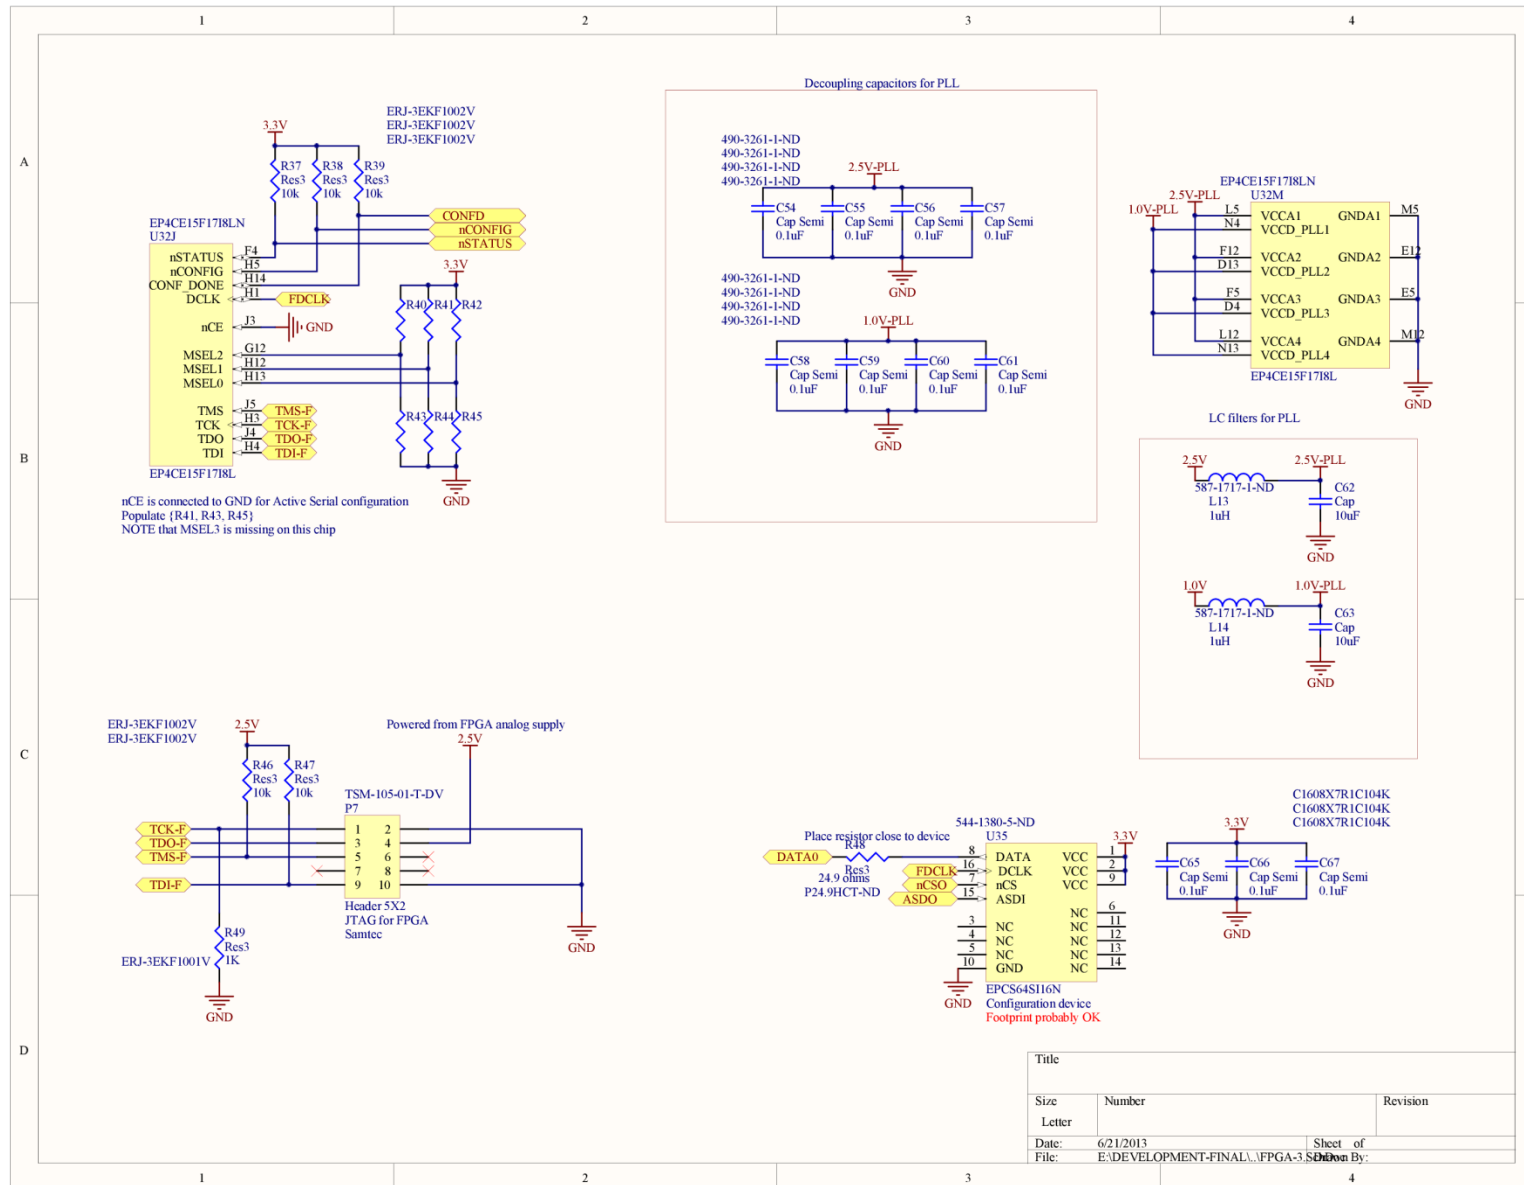 1 2 3 4
A
B
C
D
ERJ-3EKF1002V
ERJ-3EKF1002V
ERJ-3EKF1002V
3.3V
R37 R38 R39
Res3 Res3 Res3
10k 10k 10k
CONFD
nCONFIG
nSTATUS
EP4CE15F17I8LN
U32J
nSTATUS F4
nCONFIG H5
CONF_DONE H14
DCLK H1 FDCLK
nCE J3 GND
MSEL2 G12
MSEL1 H12
MSEL0 H13
TMS J5 TMS-F
TCK H3 TCK-F
TDO J4 TDO-F
TDI H4 TDI-F
EP4CE15F17I8L
3.3V
R40 R41 R42
R43 R44 R45
GND
nCE is connected to GND for Active Serial configuration
Populate {R41, R43, R45}
NOTE that MSEL3 is missing on this chip
Decoupling capacitors for PLL
490-3261-1-ND
490-3261-1-ND
490-3261-1-ND
490-3261-1-ND
2.5V-PLL
C54 C55 C56 C57
Cap Semi Cap Semi Cap Semi Cap Semi
0.1uF 0.1uF 0.1uF 0.1uF
GND
490-3261-1-ND
490-3261-1-ND
490-3261-1-ND
490-3261-1-ND
1.0V-PLL
C58 C59 C60 C61
Cap Semi Cap Semi Cap Semi Cap Semi
0.1uF 0.1uF 0.1uF 0.1uF
GND
EP4CE15F17I8LN
U32M
2.5V-PLL
1.0V-PLL
L5 VCCA1 GNDA1 M5
N4 VCCD_PLL1
F12 VCCA2 GNDA2 E12
D13 VCCD_PLL2
F5 VCCA3 GNDA3 E5
D4 VCCD_PLL3
L12 VCCA4 GNDA4 M12
N13 VCCD_PLL4
EP4CE15F17I8L
GND
LC filters for PLL
2.5V 2.5V-PLL
587-1717-1-ND C62
L13 Cap
1uH 10uF
GND
1.0V 1.0V-PLL
587-1717-1-ND C63
L14 Cap
1uH 10uF
GND
ERJ-3EKF1002V
ERJ-3EKF1002V
2.5V
R46 R47
Res3 Res3
10k 10k
Powered from FPGA analog supply
2.5V
TSM-105-01-T-DV
P7
TCK-F 1 2
TDO-F 3 4
TMS-F 5 6
7 8
TDI-F 9 10
Header 5X2
JTAG for FPGA
Samtec
GND
R49
Res3
ERJ-3EKF1001V 1K
GND
544-1380-5-ND
U35
Place resistor close to device
R48
Res3
24.9 ohms
P24.9HCT-ND
3.3V
DATA0 8 DATA VCC 1
FDCLK 16 DCLK VCC 2
nCSO 7 nCS VCC 9
ASDO 15 ASDI
NC 6
3 NC NC 11
4 NC NC 12
5 NC NC 13
10 GND NC 14
GND
EPCS64SI16N
Configuration device
Footprint probably OK
C1608X7R1C104K
C1608X7R1C104K
C1608X7R1C104K
3.3V
C65 C66 C67
Cap Semi Cap Semi Cap Semi
0.1uF 0.1uF 0.1uF
GND
Title
Size Number Revision
Letter
Date: 6/21/2013 Sheet of
File: E:\DEVELOPMENT-FINAL\..\FPGA-3.SchDoc Drawn By:
1 2 3 4